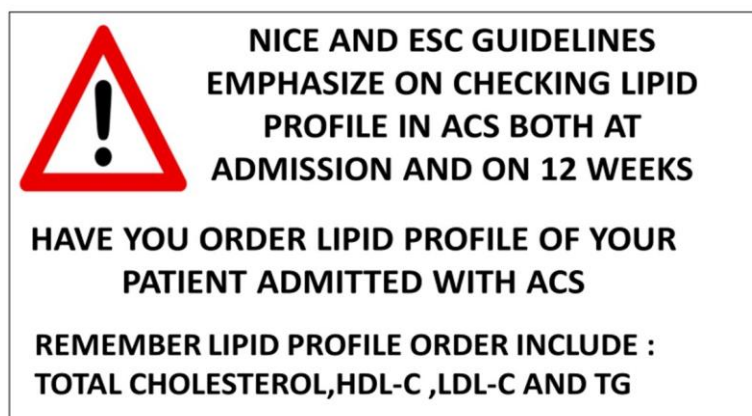 NICE AND ESC GUIDELINES
EMPHASIZE ON CHECKING LIPID
PROFILE IN ACS BOTH AT
ADMISSION AND ON 12 WEEKS
HAVE YOU ORDER LIPID PROFILE OF YOUR
PATIENT ADMITTED WITH ACS
REMEMBER LIPID PROFILE ORDER INCLUDE :
TOTAL CHOLESTEROL,HDL-C ,LDL-C AND TG